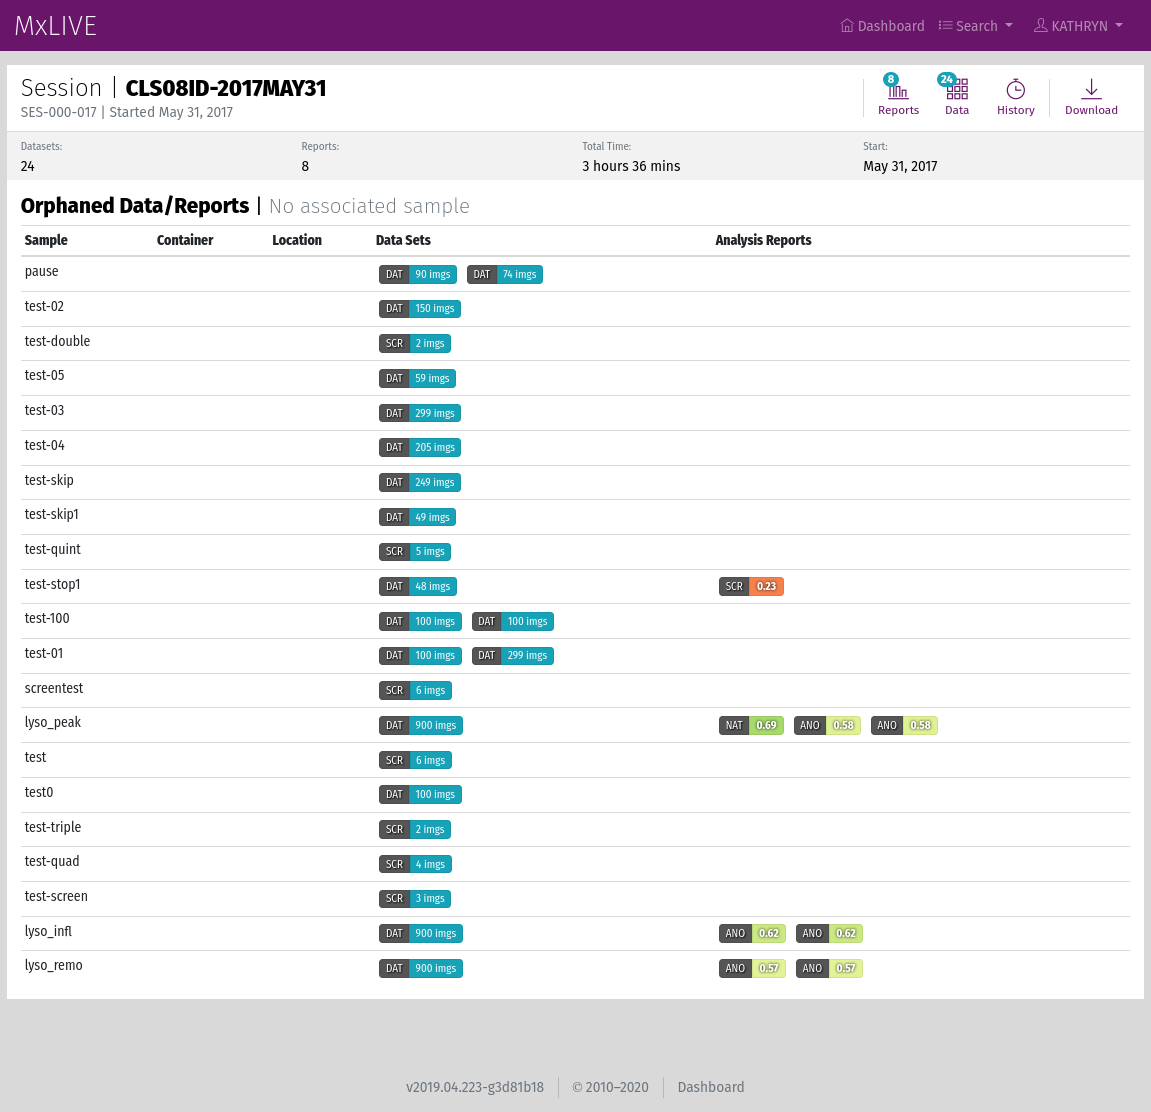 MxLIVE Dashboard Search KATHRYN
Session | CLS08ID-2017MAY31
SES-000-017 | Started May 31, 2017
8 24
Reports Data History Download
Datasets: Reports: Total Time: Start:
24 8 3 hours 36 mins May 31, 2017
Orphaned Data/Reports | No associated sample
Sample Container Location Data Sets Analysis Reports
pause DAT 90 imgs DAT 74 imgs
test-02 DAT 150 imgs
test-double SCR 2 imgs
test-05 DAT 59 imgs
test-03 DAT 299 imgs
test-04 DAT 205 imgs
test-skip DAT 249 imgs
test-skip1 DAT 49 imgs
test-quint SCR 5 imgs
test-stop1 DAT 48 imgs SCR 0.23
test-100 DAT 100 imgs DAT 100 imgs
test-01 DAT 100 imgs DAT 299 imgs
screentest SCR 6 imgs
lyso_peak DAT 900 imgs NAT 0.69 ANO 0.58 ANO 0.58
test SCR 6 imgs
test0 DAT 100 imgs
test-triple SCR 2 imgs
test-quad SCR 4 imgs
test-screen SCR 3 imgs
lyso_infl DAT 900 imgs ANO 0.62 ANO 0.62
lyso_remo DAT 900 imgs ANO 0.57 ANO 0.57
v2019.04.223-g3d81b18 © 2010–2020 Dashboard